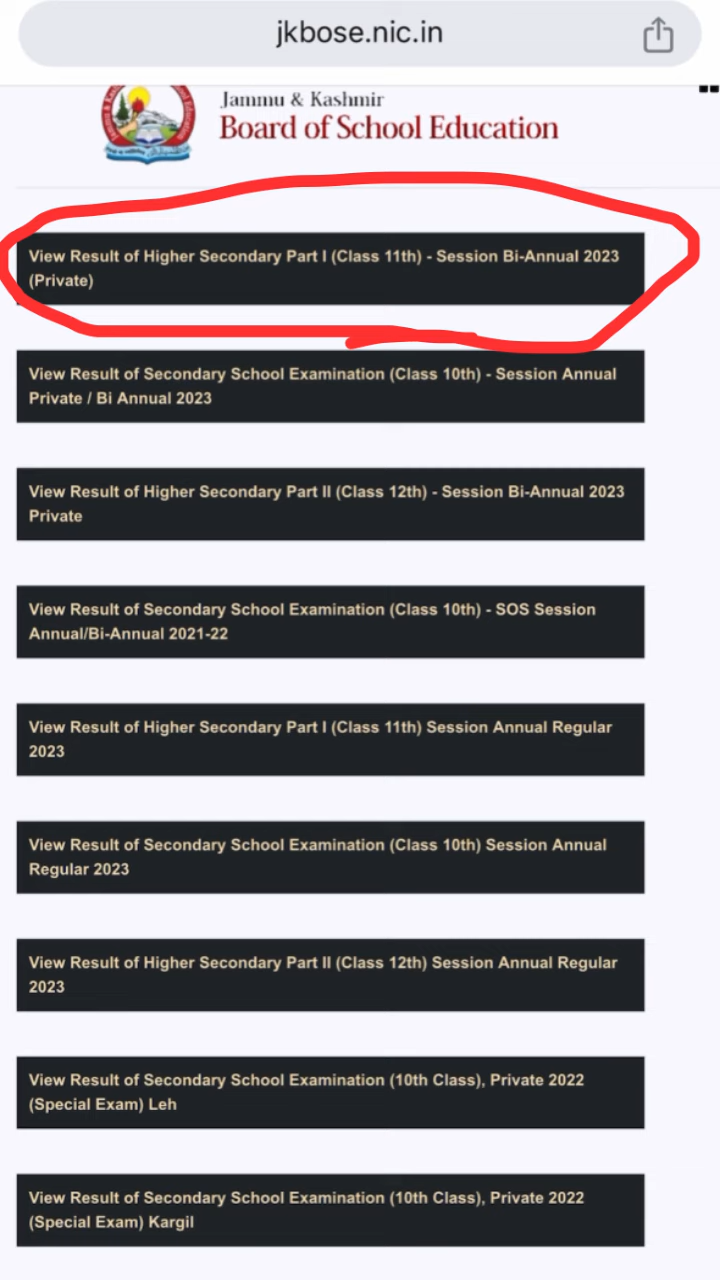 jkbose.nic.in
Jammu & Kashmir
Board of School Education
View Result of Higher Secondary Part I (Class 11th) - Session Bi-Annual 2023
(Private)
View Result of Secondary School Examination (Class 10th) - Session Annual
Private / Bi Annual 2023
View Result of Higher Secondary Part II (Class 12th) - Session Bi-Annual 2023
Private
View Result of Secondary School Examination (Class 10th) - SOS Session
Annual/Bi-Annual 2021-22
View Result of Higher Secondary Part I (Class 11th) Session Annual Regular
2023
View Result of Secondary School Examination (Class 10th) Session Annual
Regular 2023
View Result of Higher Secondary Part II (Class 12th) Session Annual Regular
2023
View Result of Secondary School Examination (10th Class), Private 2022
(Special Exam) Leh
View Result of Secondary School Examination (10th Class), Private 2022
(Special Exam) Kargil